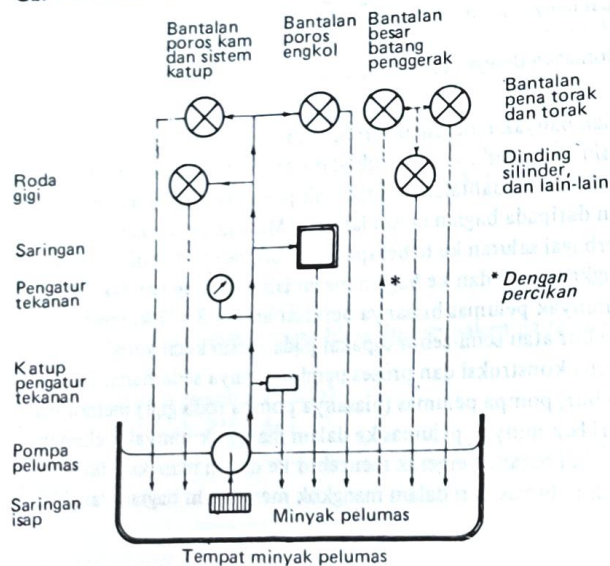 Bantalan
poros kam
dan sistem
katup
Bantalan
poros
engkol
Bantalan
besar
batang
penggerak
Bantalan
pena torak
dan torak
Dinding
silinder,
dan lain-lain
Roda
gigi
Saringan
Pengatur
tekanan
*
* Dengan
percikan
Katup
pengatur
tekanan
Pompa
pelumas
Saringan
isap
Minyak pelumas
Tempat minyak pelumas